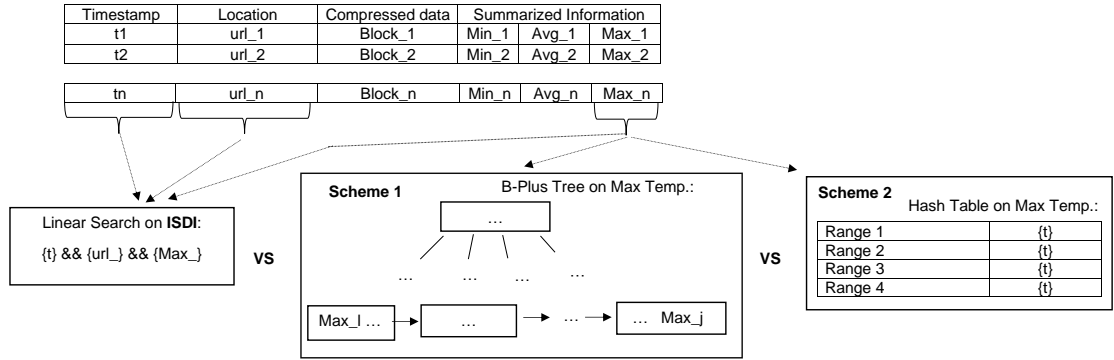 Timestamp Location Compressed data Summarized Information
t1 url_1 Block_1 Min_1 Avg_1 Max_1
t2 url_2 Block_2 Min_2 Avg_2 Max_2
tn url_n Block_n Min_n Avg_n Max_n
Linear Search on ISDI:
{t} && {url_} && {Max_}
VS
Scheme 1 B-Plus Tree on Max Temp.:
…
… … … …
Max_l … … … … Max_j
VS
Scheme 2
Hash Table on Max Temp.:
Range 1 {t}
Range 2 {t}
Range 3 {t}
Range 4 {t}